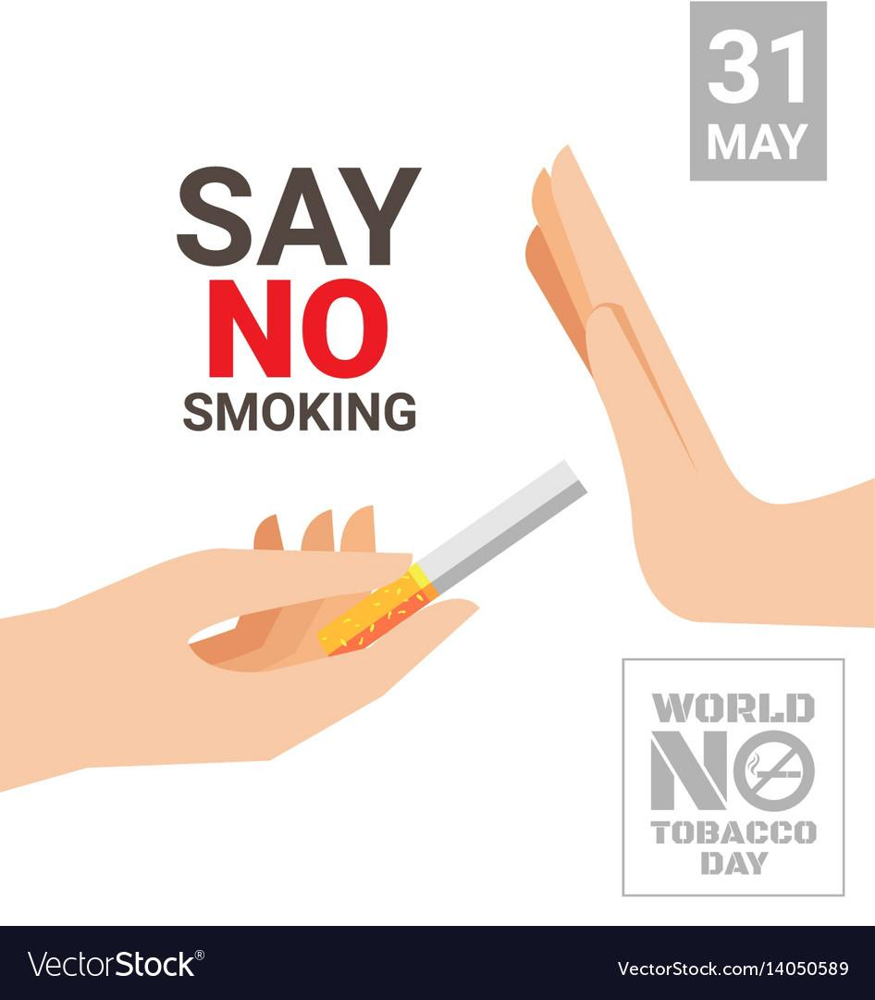 31
MAY
SAY
NO
SMOKING
WORLD
NO
TOBACCO
DAY
VectorStock®
VectorStock.com/14050589